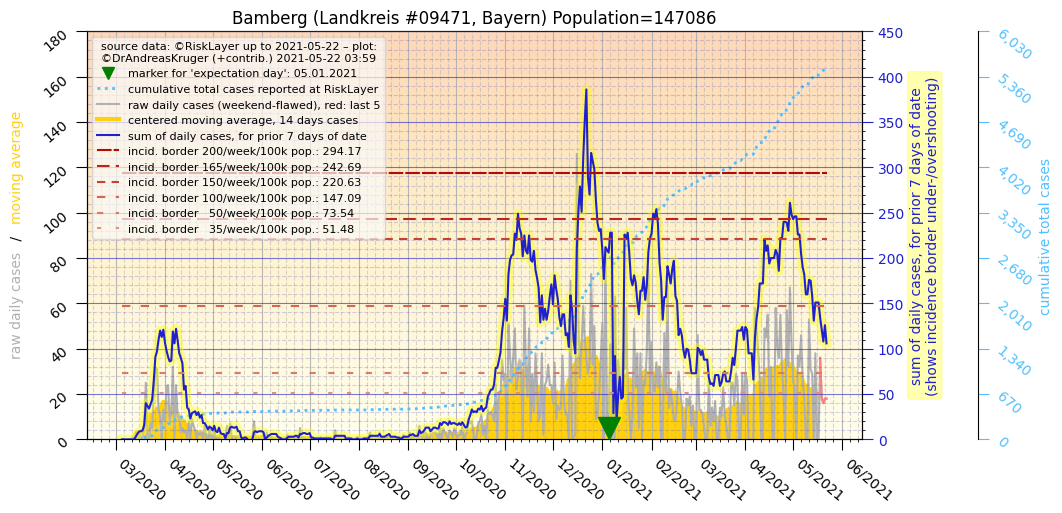 Bamberg (Landkreis #09471, Bayern) Population=147086
source data: ©RiskLayer up to 2021-05-22 – plot:
©DrAndreasKruger (+contrib.) 2021-05-22 03:59
marker for 'expectation day': 05.01.2021
cumulative total cases reported at RiskLayer
raw daily cases (weekend-flawed), red: last 5
centered moving average, 14 days cases
sum of daily cases, for prior 7 days of date
incid. border 200/week/100k pop.: 294.17
incid. border 165/week/100k pop.: 242.69
incid. border 150/week/100k pop.: 220.63
incid. border 100/week/100k pop.: 147.09
incid. border   50/week/100k pop.: 73.54
incid. border   35/week/100k pop.: 51.48
raw daily cases / moving average
180
160
140
120
100
80
60
40
20
0
03/2020
04/2020
05/2020
06/2020
07/2020
08/2020
09/2020
10/2020
11/2020
12/2020
01/2021
02/2021
03/2021
04/2021
05/2021
06/2021
450
400
350
300
250
200
150
100
50
0
sum of daily cases, for prior 7 days of date
(shows incidence border under-/overshooting)
6,030
5,360
4,690
4,020
3,350
2,680
2,010
1,340
670
0
cumulative total cases